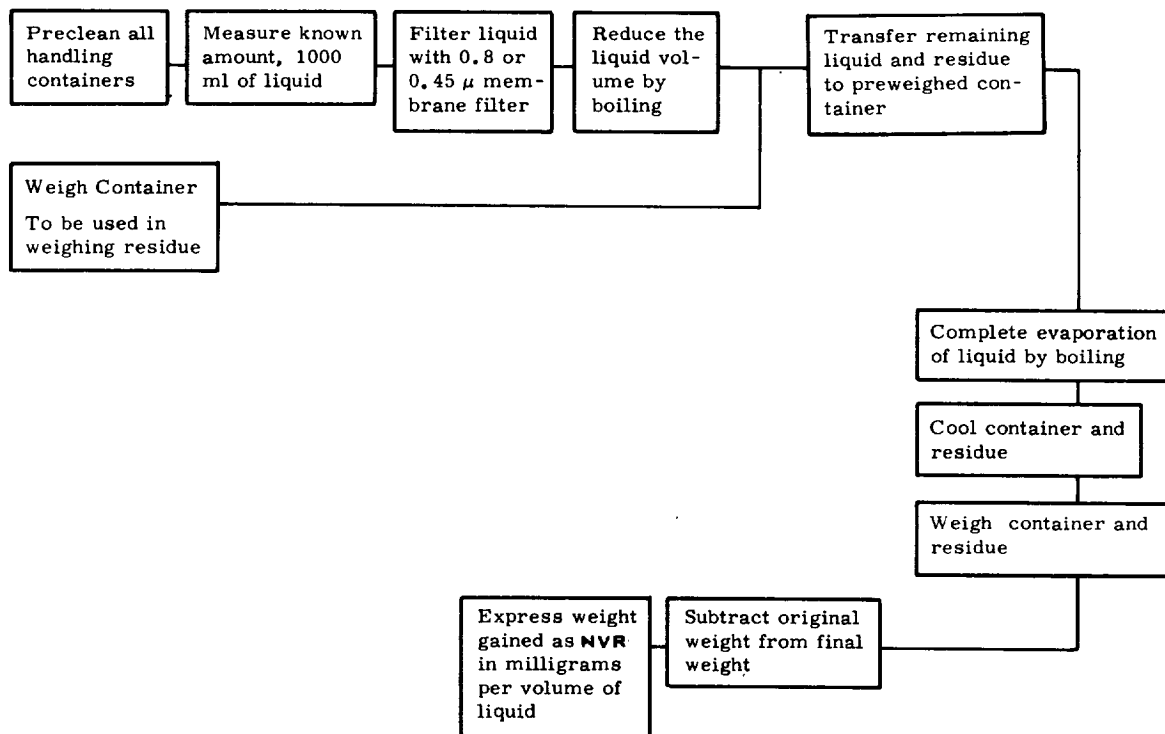 Preclean all
handling
containers
Measure known
amount, 1000
ml of liquid
Filter liquid
with 0.8 or
0.45 μ mem-
brane filter
Reduce the
liquid vol-
ume by
boiling
Transfer remaining
liquid and residue
to preweighed con-
tainer
Weigh Container
To be used in
weighing residue
Complete evaporation
of liquid by boiling
Cool container and
residue
Weigh container and
residue
Subtract original
weight from final
weight
Express weight
gained as NVR
in milligrams
per volume of
liquid